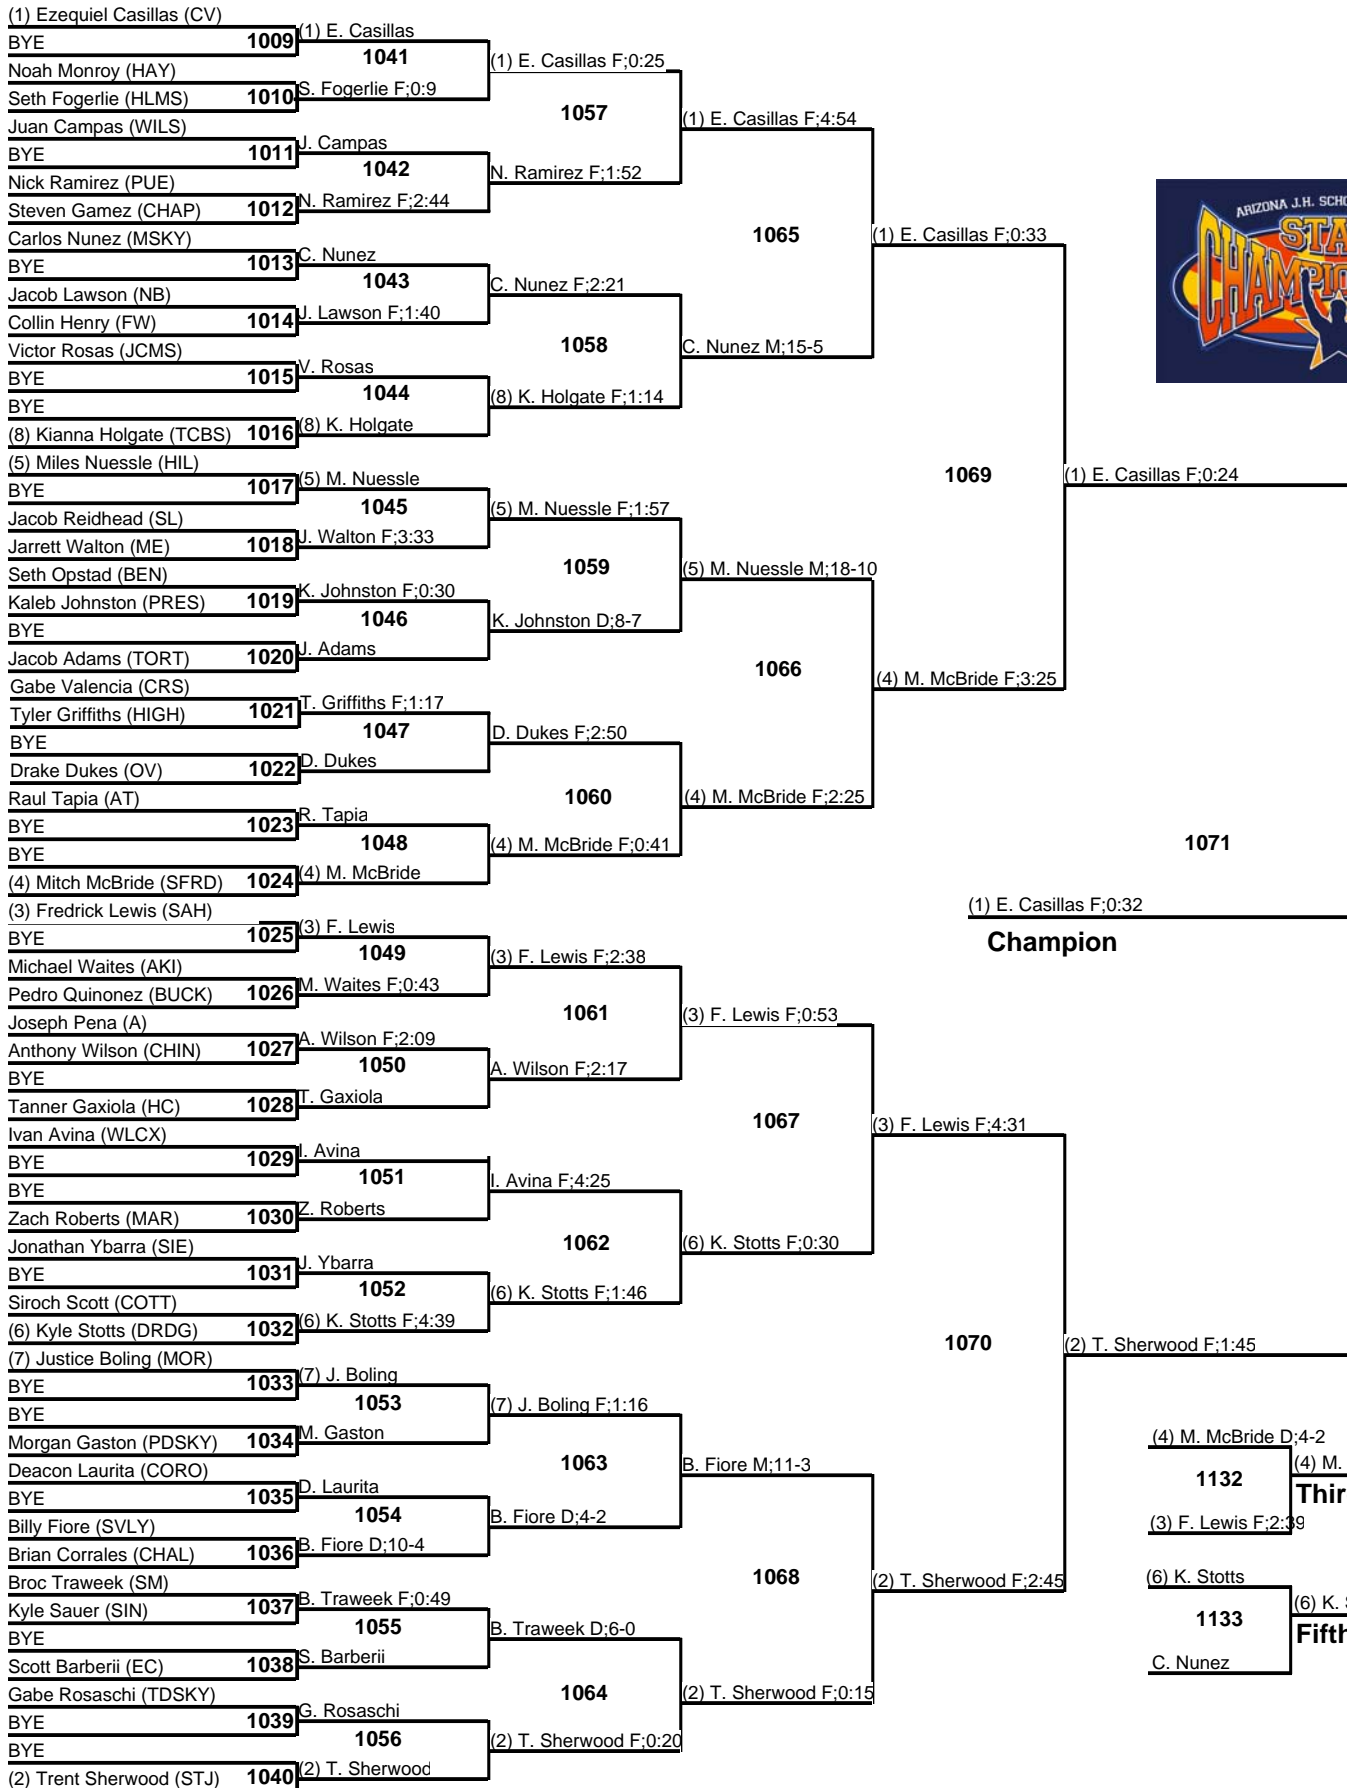 (1) Ezequiel Casillas (CV)
BYE
1009
Noah Monroy (HAY)
Seth Fogerlie (HLMS)
1010
Juan Campas (WILS)
BYE
1011
Nick Ramirez (PUE)
Steven Gamez (CHAP)
1012
Carlos Nunez (MSKY)
BYE
1013
Jacob Lawson (NB)
Collin Henry (FW)
1014
Victor Rosas (JCMS)
BYE
1015
BYE
(8) Kianna Holgate (TCBS)
1016
(5) Miles Nuessle (HIL)
BYE
1017
Jacob Reidhead (SL)
Jarrett Walton (ME)
1018
Seth Opstad (BEN)
Kaleb Johnston (PRES)
1019
BYE
Jacob Adams (TORT)
1020
Gabe Valencia (CRS)
Tyler Griffiths (HIGH)
1021
BYE
Drake Dukes (OV)
1022
Raul Tapia (AT)
BYE
1023
BYE
(4) Mitch McBride (SFRD)
1024
(3) Fredrick Lewis (SAH)
BYE
1025
Michael Waites (AKI)
Pedro Quinonez (BUCK)
1026
Joseph Pena (A)
Anthony Wilson (CHIN)
1027
BYE
Tanner Gaxiola (HC)
1028
Ivan Avina (WLCX)
BYE
1029
BYE
Zach Roberts (MAR)
1030
Jonathan Ybarra (SIE)
BYE
1031
Siroch Scott (COTT)
(6) Kyle Stotts (DRDG)
1032
(7) Justice Boling (MOR)
BYE
1033
BYE
Morgan Gaston (PDSKY)
1034
Deacon Laurita (CORO)
BYE
1035
Billy Fiore (SVLY)
Brian Corrales (CHAL)
1036
Broc Traweek (SM)
Kyle Sauer (SIN)
1037
BYE
Scott Barberii (EC)
1038
Gabe Rosaschi (TDSKY)
BYE
1039
BYE
(2) Trent Sherwood (STJ)
1040
(1) E. Casillas
1041
S. Fogerlie F;0:9
J. Campas
1042
N. Ramirez F;2:44
C. Nunez
1043
J. Lawson F;1:40
V. Rosas
1044
(8) K. Holgate
(5) M. Nuessle
1045
J. Walton F;3:33
K. Johnston F;0:30
1046
J. Adams
T. Griffiths F;1:17
1047
D. Dukes
R. Tapia
1048
(4) M. McBride
(3) F. Lewis
1049
M. Waites F;0:43
A. Wilson F;2:09
1050
T. Gaxiola
I. Avina
1051
Z. Roberts
J. Ybarra
1052
(6) K. Stotts F;4:39
(7) J. Boling
1053
M. Gaston
D. Laurita
1054
B. Fiore D;10-4
B. Traweek F;0:49
1055
S. Barberii
G. Rosaschi
1056
(2) T. Sherwood
(1) E. Casillas F;0:25
1057
N. Ramirez F;1:52
C. Nunez F;2:21
1058
(8) K. Holgate F;1:14
(5) M. Nuessle F;1:57
1059
K. Johnston D;8-7
D. Dukes F;2:50
1060
(4) M. McBride F;0:41
(3) F. Lewis F;2:38
1061
A. Wilson F;2:17
I. Avina F;4:25
1062
(6) K. Stotts F;1:46
(7) J. Boling F;1:16
1063
B. Fiore D;4-2
B. Traweek D;6-0
1064
(2) T. Sherwood F;0:20
(1) E. Casillas F;4:54
1065
C. Nunez M;15-5
(5) M. Nuessle M;18-10
1066
(4) M. McBride F;2:25
(3) F. Lewis F;0:53
1067
(6) K. Stotts F;0:30
B. Fiore M;11-3
1068
(2) T. Sherwood F;0:15
(1) E. Casillas F;0:33
1069
(4) M. McBride F;3:25
(3) F. Lewis F;4:31
1070
(2) T. Sherwood F;2:45
(1) E. Casillas F;0:24
1071
(2) T. Sherwood F;1:45
(1) E. Casillas F;0:32
Champion
ARIZONA J.H. SCHO
STA
CHAMPIO
(4) M. McBride D;4-2
1132
(3) F. Lewis F;2:39
(4) M.
Thir
(6) K. Stotts
1133
C. Nunez
(6) K.
Fifth